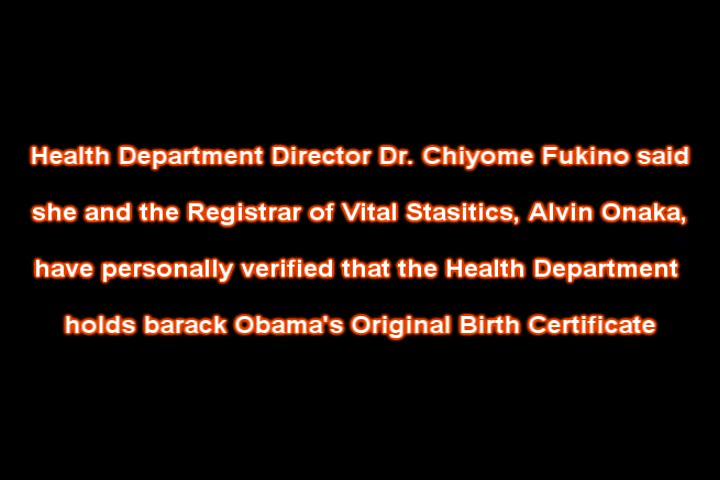 Health Department Director Dr. Chiyome Fukino said
she and the Registrar of Vital Stasitics, Alvin Onaka,
have personally verified that the Health Department
holds barack Obama's Original Birth Certificate